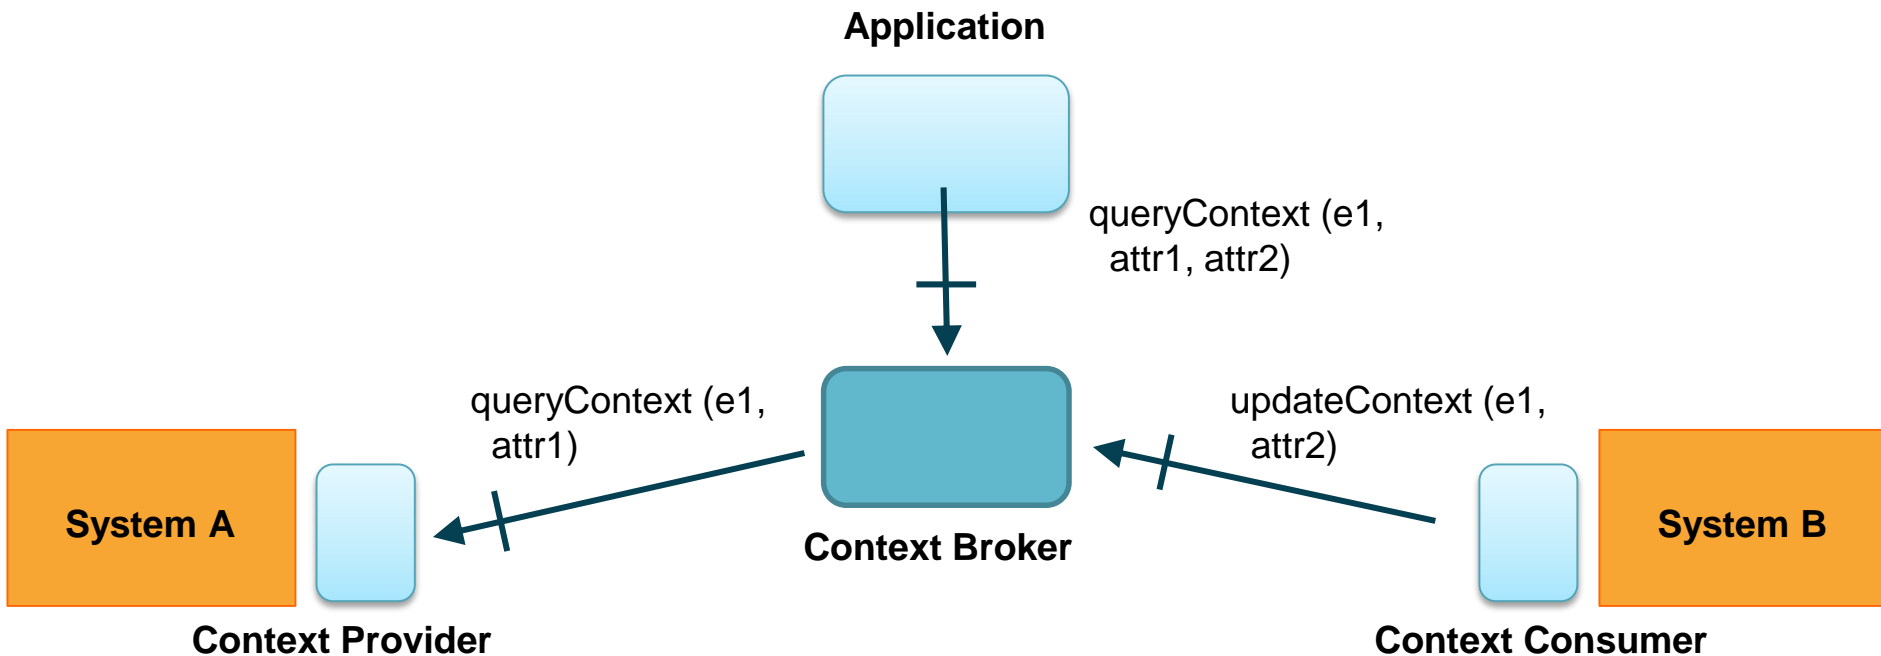 Application
queryContext (e1,
attr1, attr2)
queryContext (e1,
attr1)
updateContext (e1,
attr2)
System A
System B
Context Broker
Context Provider
Context Consumer